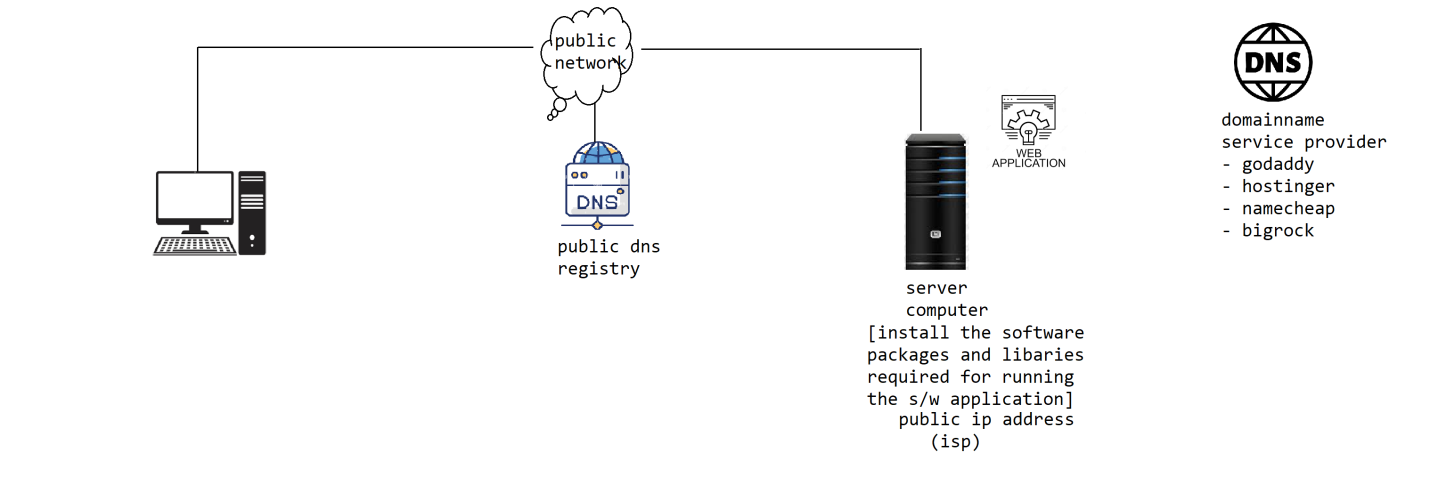 public
network
DNS
public dns
registry
WEB
APPLICATION
server
computer
[install the software
packages and libaries
required for running
the s/w application]
public ip address
(isp)
DNS
domainname
service provider
- godaddy
- hostinger
- namecheap
- bigrock